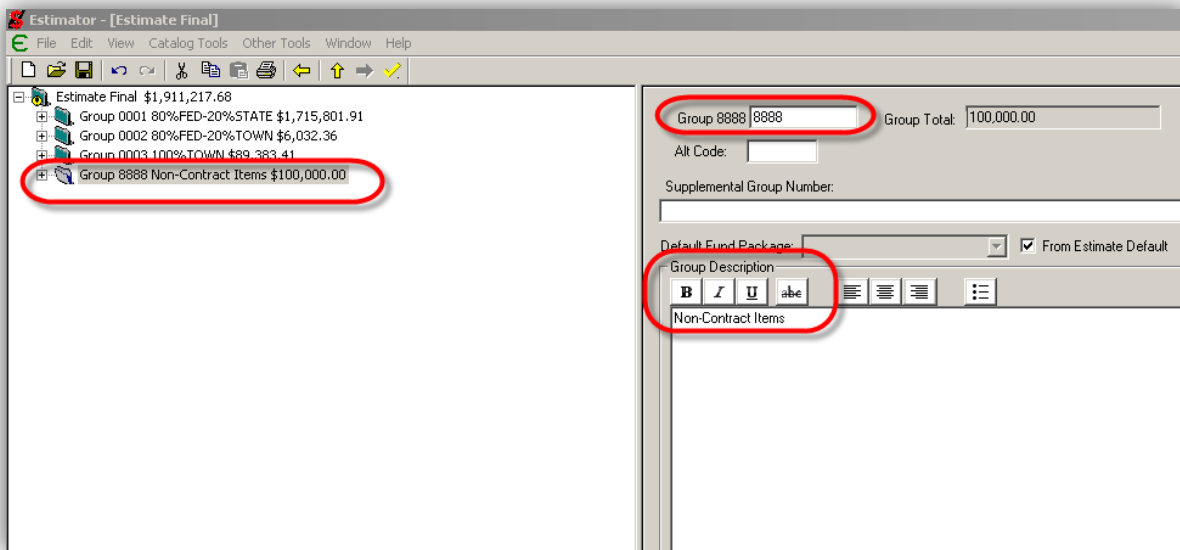 Estimator - [Estimate Final]
File Edit View Catalog Tools Other Tools Window Help
Estimate Final $1,911,217.68
Group 0001 80%FED-20%STATE $1,715,801.91
Group 0002 80%FED-20%TOWN $6,032.36
Group 0003 100%TOWN $89,383.41
Group 8888 Non-Contract Items $100,000.00
Group 8888 8888 Group Total: 100,000.00
Alt Code:
Supplemental Group Number:
Default Fund Package: From Estimate Default
Group Description
B I U abc
Non-Contract Items